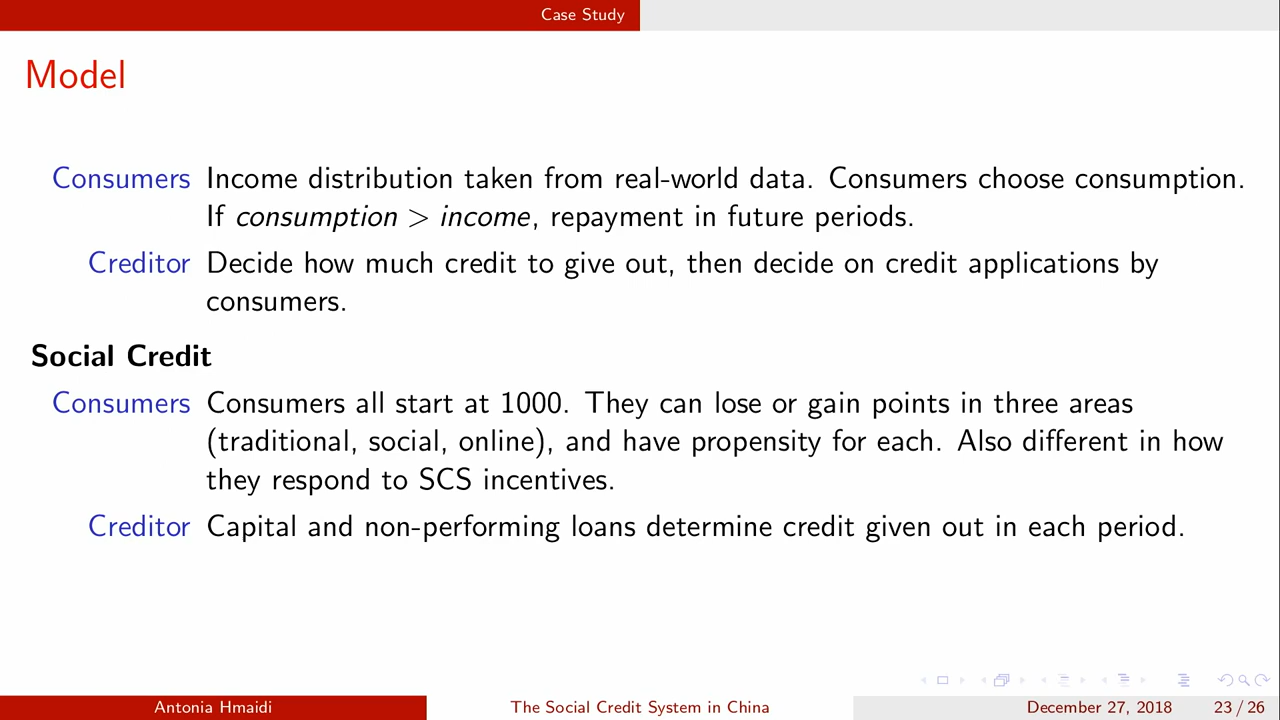 Case Study
Model
Consumers Income distribution taken from real-world data. Consumers choose consumption.
If consumption > income, repayment in future periods.
Creditor Decide how much credit to give out, then decide on credit applications by
consumers.
Social Credit
Consumers Consumers all start at 1000. They can lose or gain points in three areas
(traditional, social, online), and have propensity for each. Also different in how
they respond to SCS incentives.
Creditor Capital and non-performing loans determine credit given out in each period.
Antonia Hmaidi The Social Credit System in China December 27, 2018 23 / 26